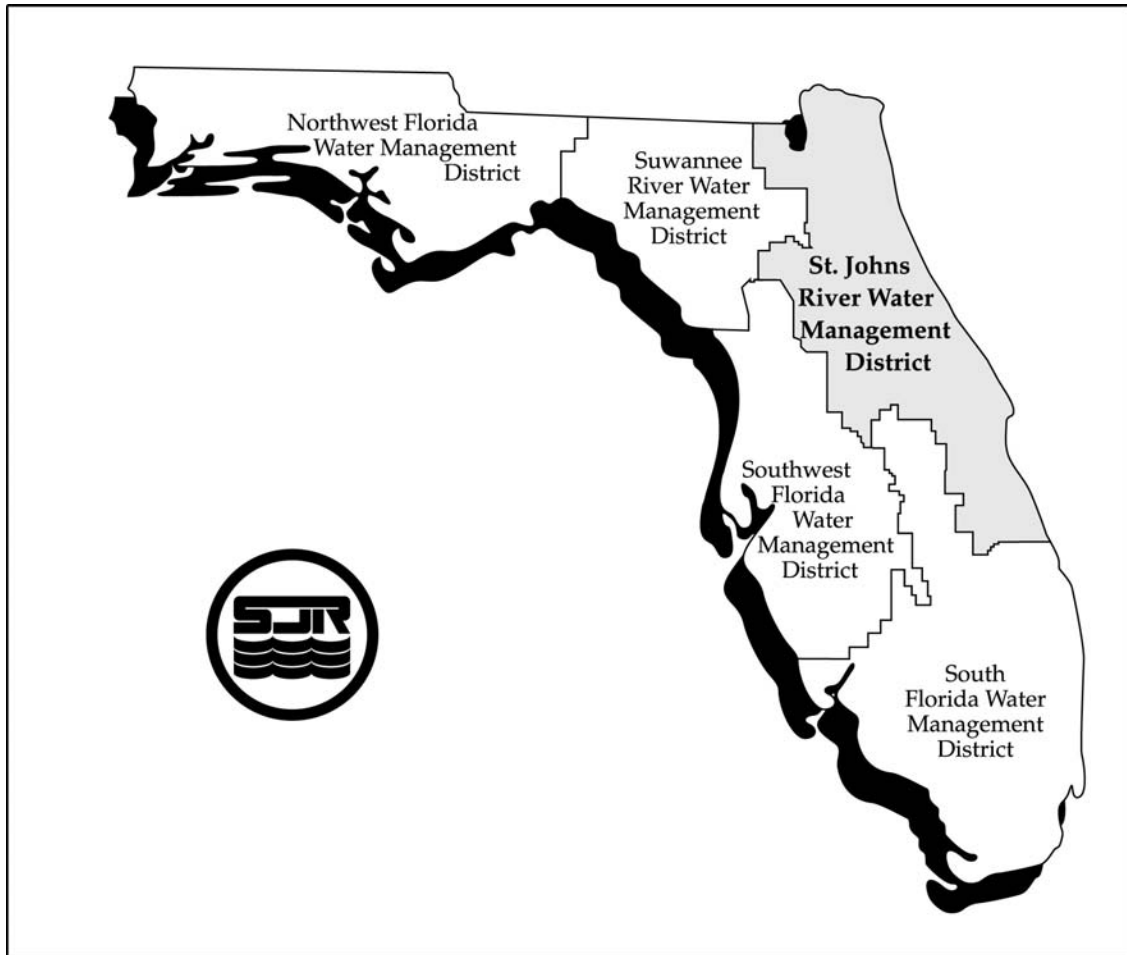 Northwest Florida
Water Management
District
Suwannee
River Water
Management
District
St. Johns
River Water
Management
District
Southwest
Florida
Water
Management
District
SJR
South
Florida Water
Management
District